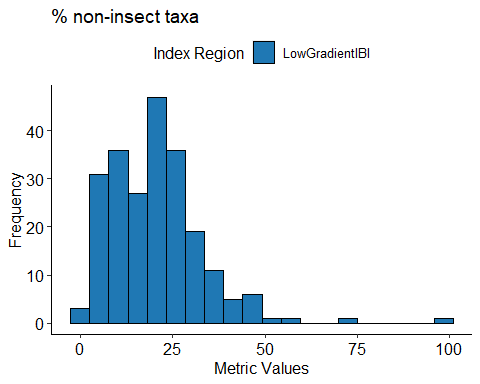 % non-insect taxa
Index Region LowGradientIBI
Frequency
40
30
20
10
0
0 25 50 75 100
Metric Values